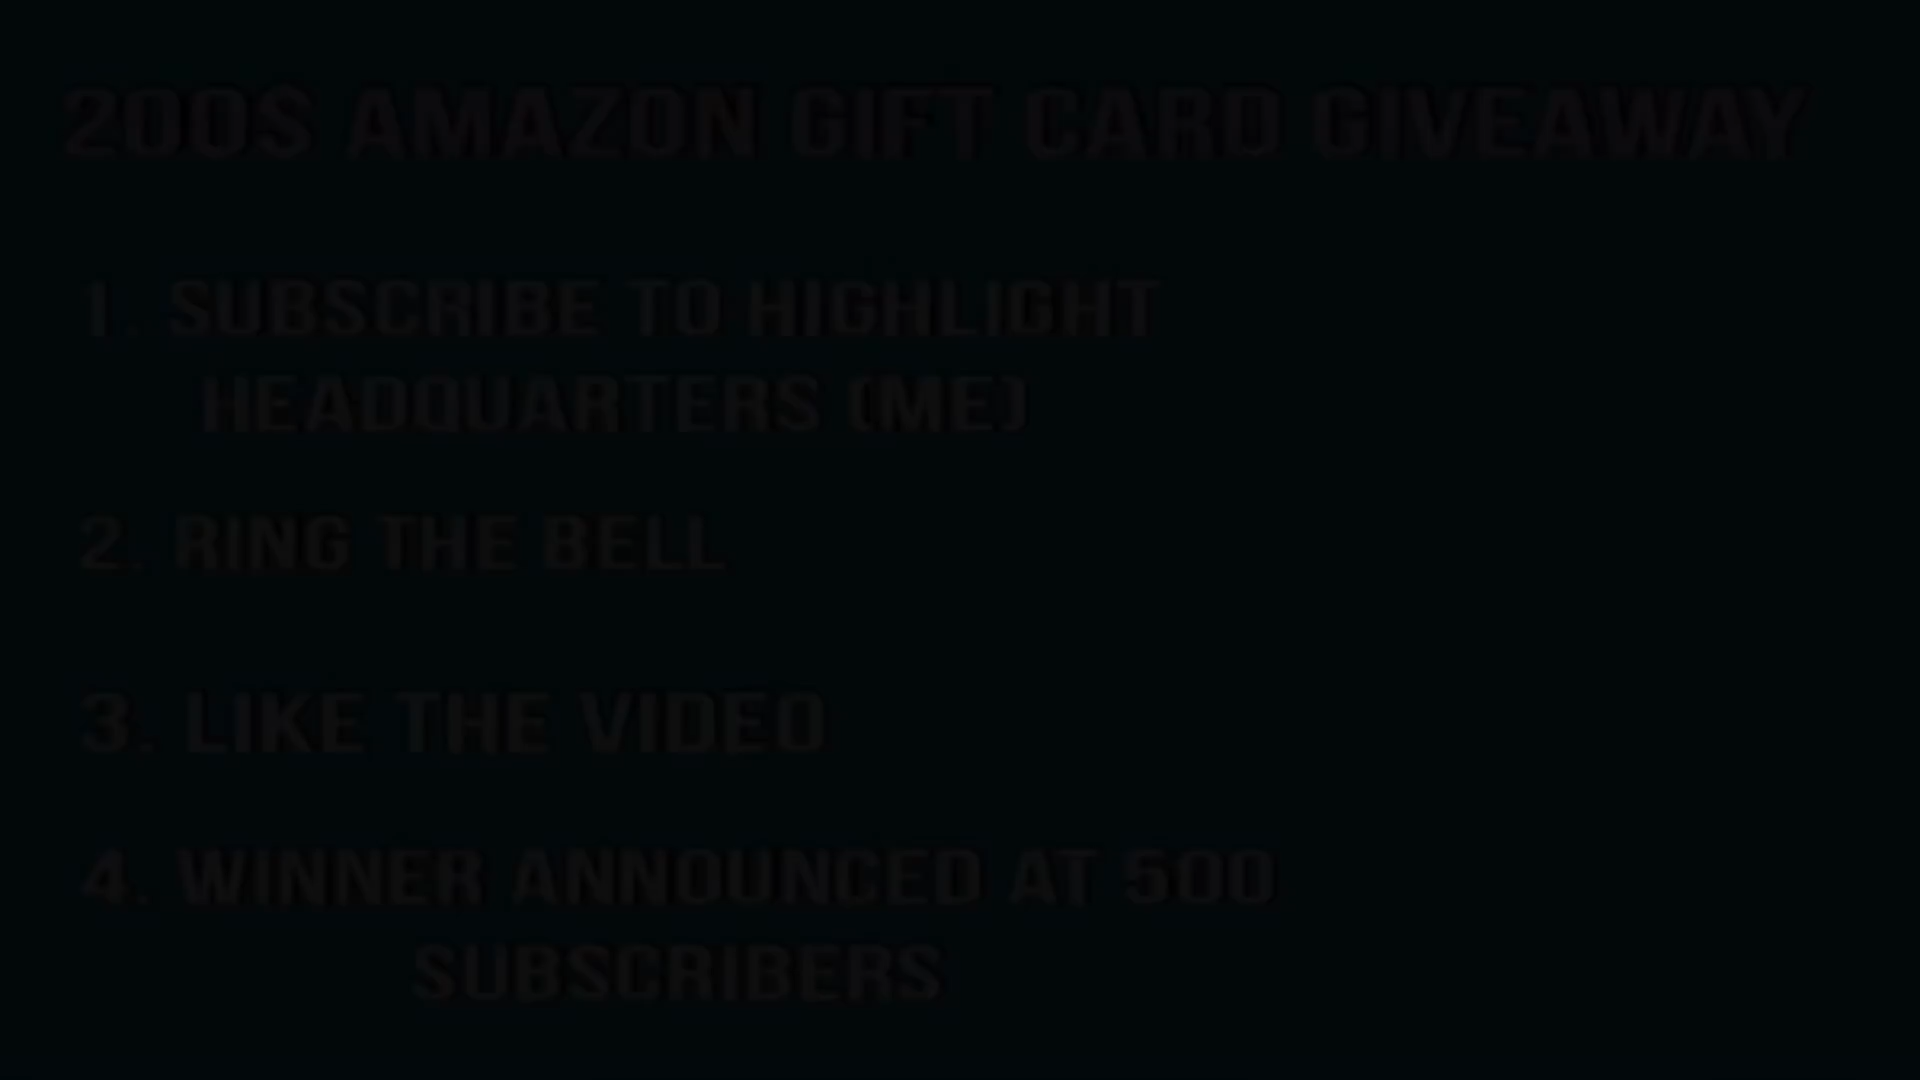 200$ AMAZON GIFT CARD GIVEAWAY
1. SUBSCRIBE TO HIGHLIGHT
HEADQUARTERS (ME)
2. RING THE BELL
3. LIKE THE VIDEO
4. WINNER ANNOUNCED AT 500
SUBSCRIBERS